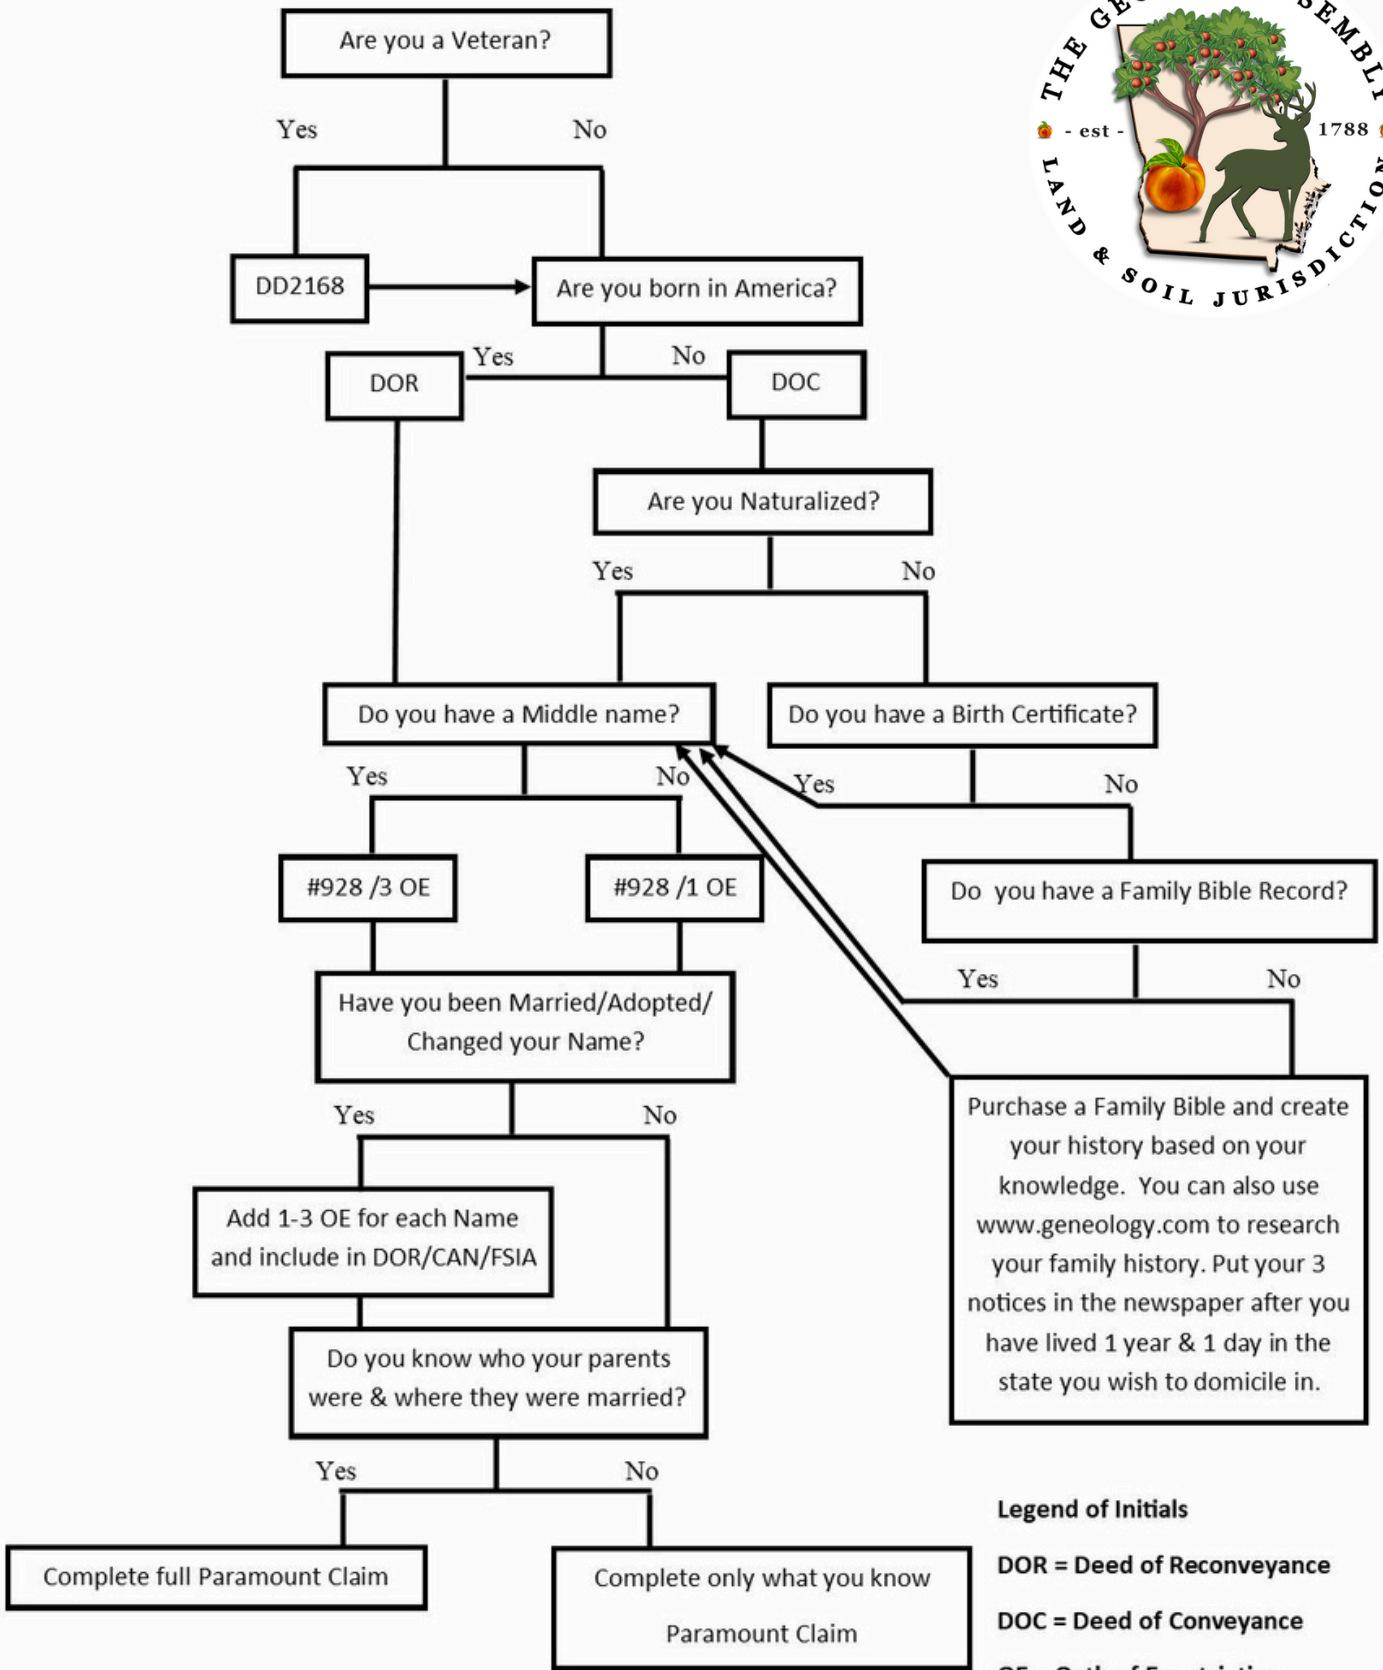 Are you a Veteran?
Yes
No
DD2168
Are you born in America?
DOR
Yes
No
DOC
Are you Naturalized?
Yes
No
Do you have a Middle name?
Do you have a Birth Certificate?
Yes
No
Yes
No
#928 /3 OE
#928 /1 OE
Do  you have a Family Bible Record?
Yes
No
Have you been Married/Adopted/
Changed your Name?
Yes
No
Purchase a Family Bible and create
your history based on your
knowledge.  You can also use
www.geneology.com to research
your family history. Put your 3
notices in the newspaper after you
have lived 1 year & 1 day in the
state you wish to domicile in.
Add 1-3 OE for each Name
and include in DOR/CAN/FSIA
Do you know who your parents
were & where they were married?
Yes
No
Complete full Paramount Claim
Complete only what you know
Paramount Claim
Legend of Initials
DOR = Deed of Reconveyance
DOC = Deed of Conveyance
THE
- est -
1788
LAND & SOIL JURISDICTION